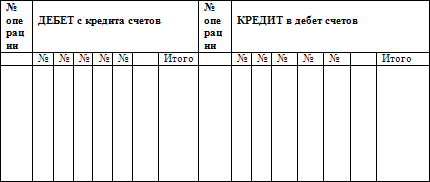 № опе рац ии
ДЕБЕТ с кредита счетов
№ опе рац ии
КРЕДИТ в дебет счетов
№ № № № № Итого № № № № № Итого